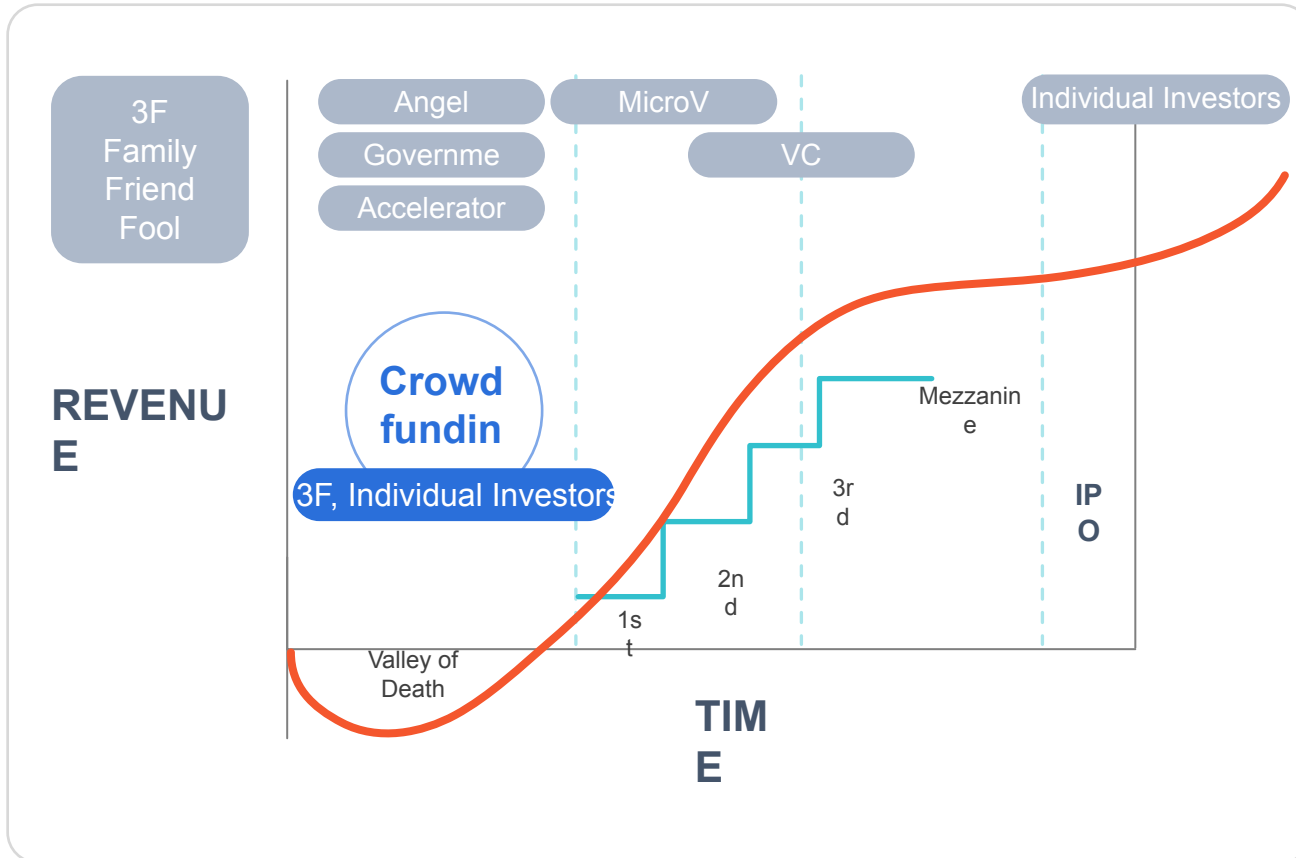 3F
Family
Friend
Fool
Angel
Governme
Accelerator
MicroV
VC
Individual Investors
Crowd
fundin
3F, Individual Investors
REVENU
E
Mezzanin
e
3r
d
IP
O
2n
d
1s
t
Valley of
Death
TIM
E